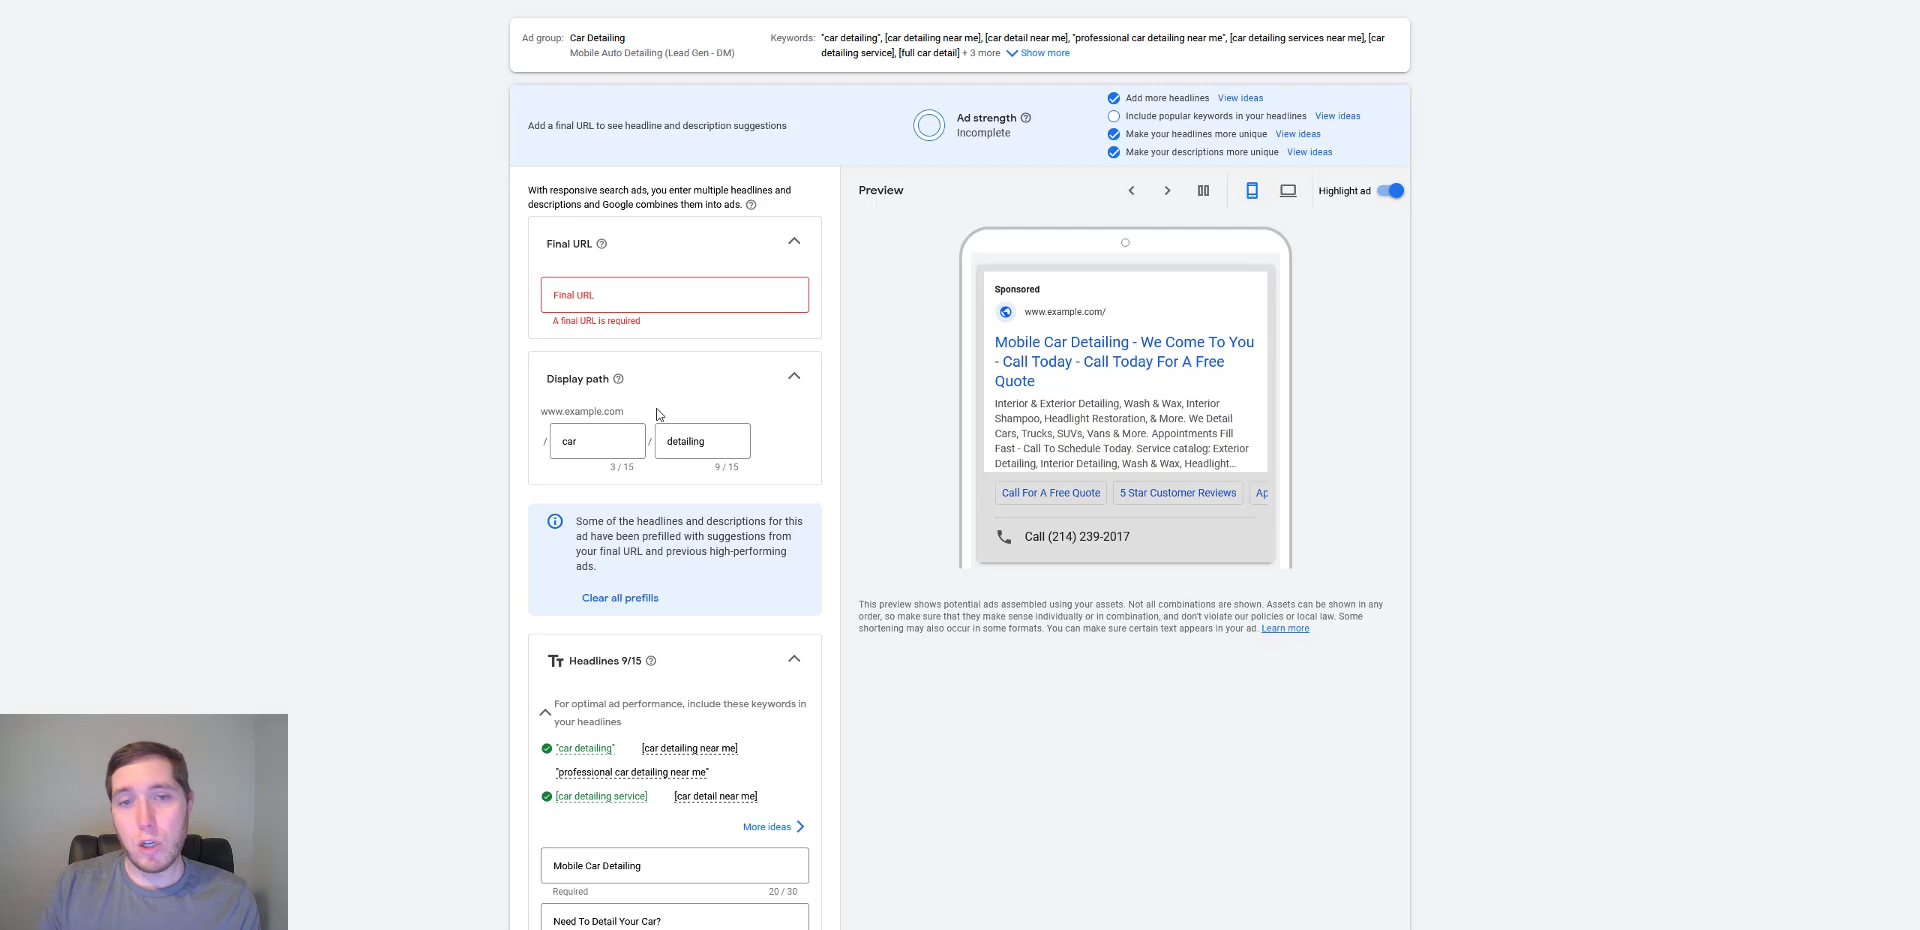 Ad group: Car Detailing
Mobile Auto Detailing (Lead Gen - DM)
Keywords: "car detailing", [car detailing near me], [car detail near me], "professional car detailing near me", [car detailing services near me], [car
detailing service], [full car detail] + 3 more Show more
Add a final URL to see headline and description suggestions
Ad strength
Incomplete
Add more headlines View ideas
Include popular keywords in your headlines View ideas
Make your headlines more unique View ideas
Make your descriptions more unique View ideas
With responsive search ads, you enter multiple headlines and
descriptions and Google combines them into ads.
Final URL
Final URL
A final URL is required
Display path
www.example.com
/ car / detailing
3 / 15 9 / 15
Some of the headlines and descriptions for this
ad have been prefilled with suggestions from
your final URL and previous high-performing
ads.
Clear all prefills
Headlines 9/15
For optimal ad performance, include these keywords in
your headlines
"car detailing" [car detailing near me]
"professional car detailing near me"
[car detailing service] [car detail near me]
More ideas
Mobile Car Detailing
Required 20 / 30
Need To Detail Your Car?
Preview
Highlight ad
Sponsored
www.example.com/
Mobile Car Detailing - We Come To You
- Call Today - Call Today For A Free
Quote
Interior & Exterior Detailing, Wash & Wax, Interior
Shampoo, Headlight Restoration, & More. We Detail
Cars, Trucks, SUVs, Vans & More. Appointments Fill
Fast - Call To Schedule Today. Service catalog: Exterior
Detailing, Interior Detailing, Wash & Wax, Headlight...
Call For A Free Quote 5 Star Customer Reviews Ap
Call (214) 239-2017
This preview shows potential ads assembled using your assets. Not all combinations are shown. Assets can be shown in any
order, so make sure that they make sense individually or in combination, and don't violate our policies or local law. Some
shortening may also occur in some formats. You can make sure certain text appears in your ad. Learn more